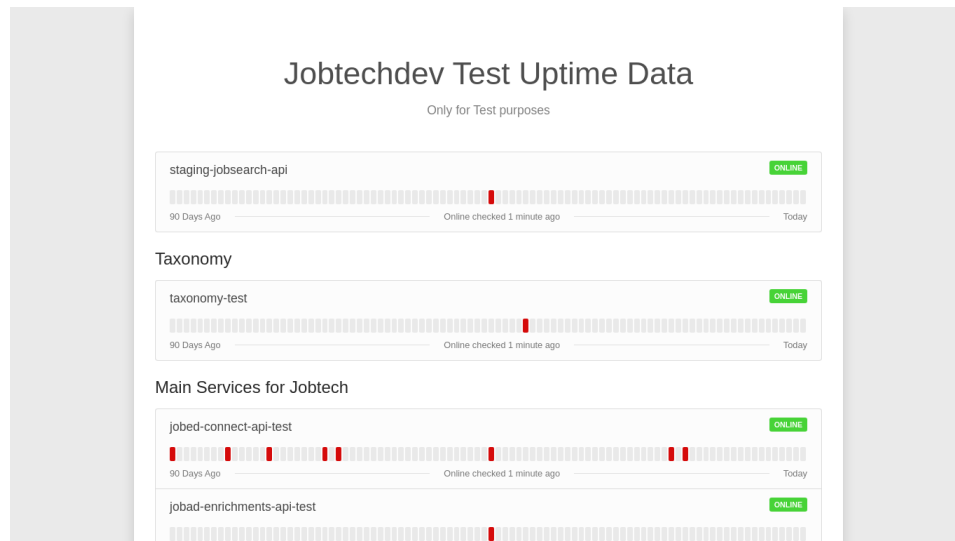 Jobtechdev Test Uptime Data
Only for Test purposes
staging-jobsearch-api
ONLINE
90 Days Ago
Online checked 1 minute ago
Today
Taxonomy
taxonomy-test
ONLINE
90 Days Ago
Online checked 1 minute ago
Today
Main Services for Jobtech
jobed-connect-api-test
ONLINE
90 Days Ago
Online checked 1 minute ago
Today
jobad-enrichments-api-test
ONLINE